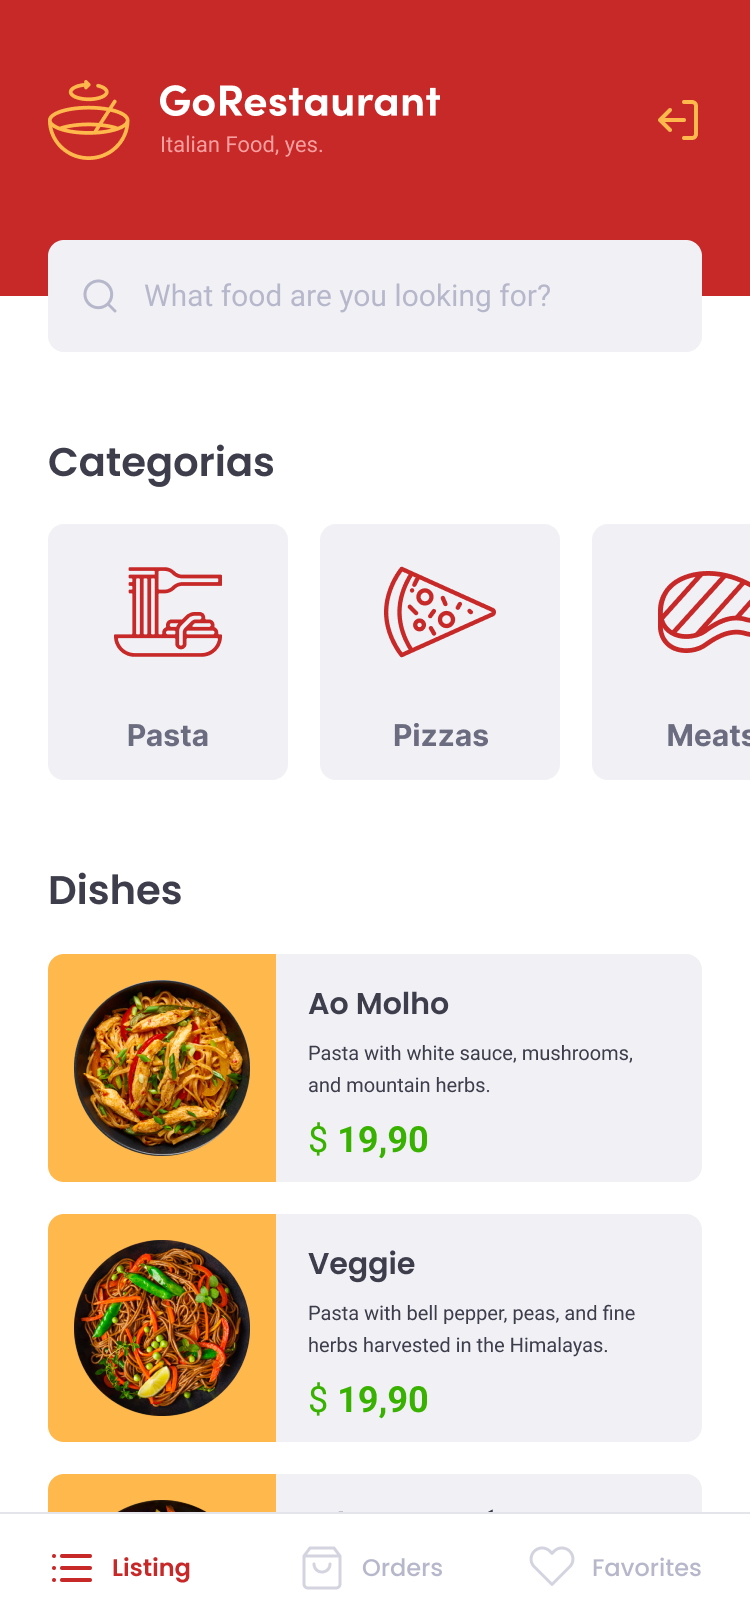 GoRestaurant
Italian Food, yes.
What food are you looking for?
Categorias
Pasta
Pizzas
Meats
Dishes
Ao Molho
Pasta with white sauce, mushrooms,
and mountain herbs.
$ 19,90
Veggie
Pasta with bell pepper, peas, and fine
herbs harvested in the Himalayas.
$ 19,90
Listing
Orders
Favorites